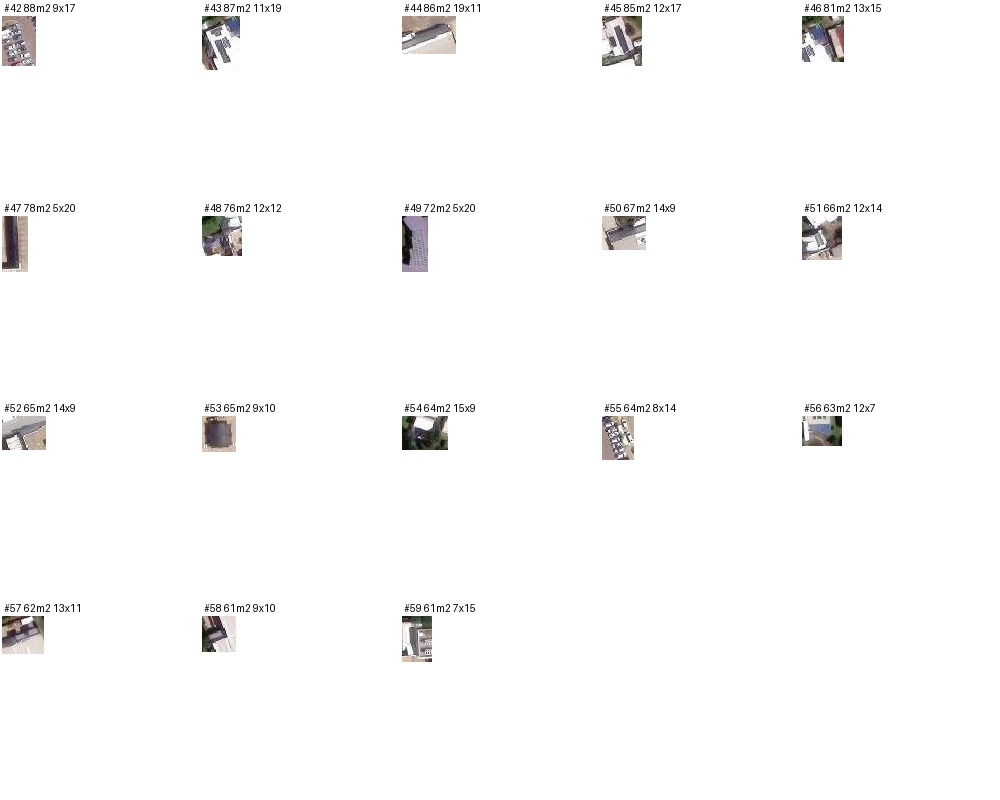 #42 88m2 9x17
#43 87m2 11x19
#44 86m2 19x11
#45 85m2 12x17
#46 81m2 13x15
#47 78m2 5x20
#48 76m2 12x12
#49 72m2 5x20
#50 67m2 14x9
#51 66m2 12x14
#52 65m2 14x9
#53 65m2 9x10
#54 64m2 15x9
#55 64m2 8x14
#56 63m2 12x7
#57 62m2 13x11
#58 61m2 9x10
#59 61m2 7x15